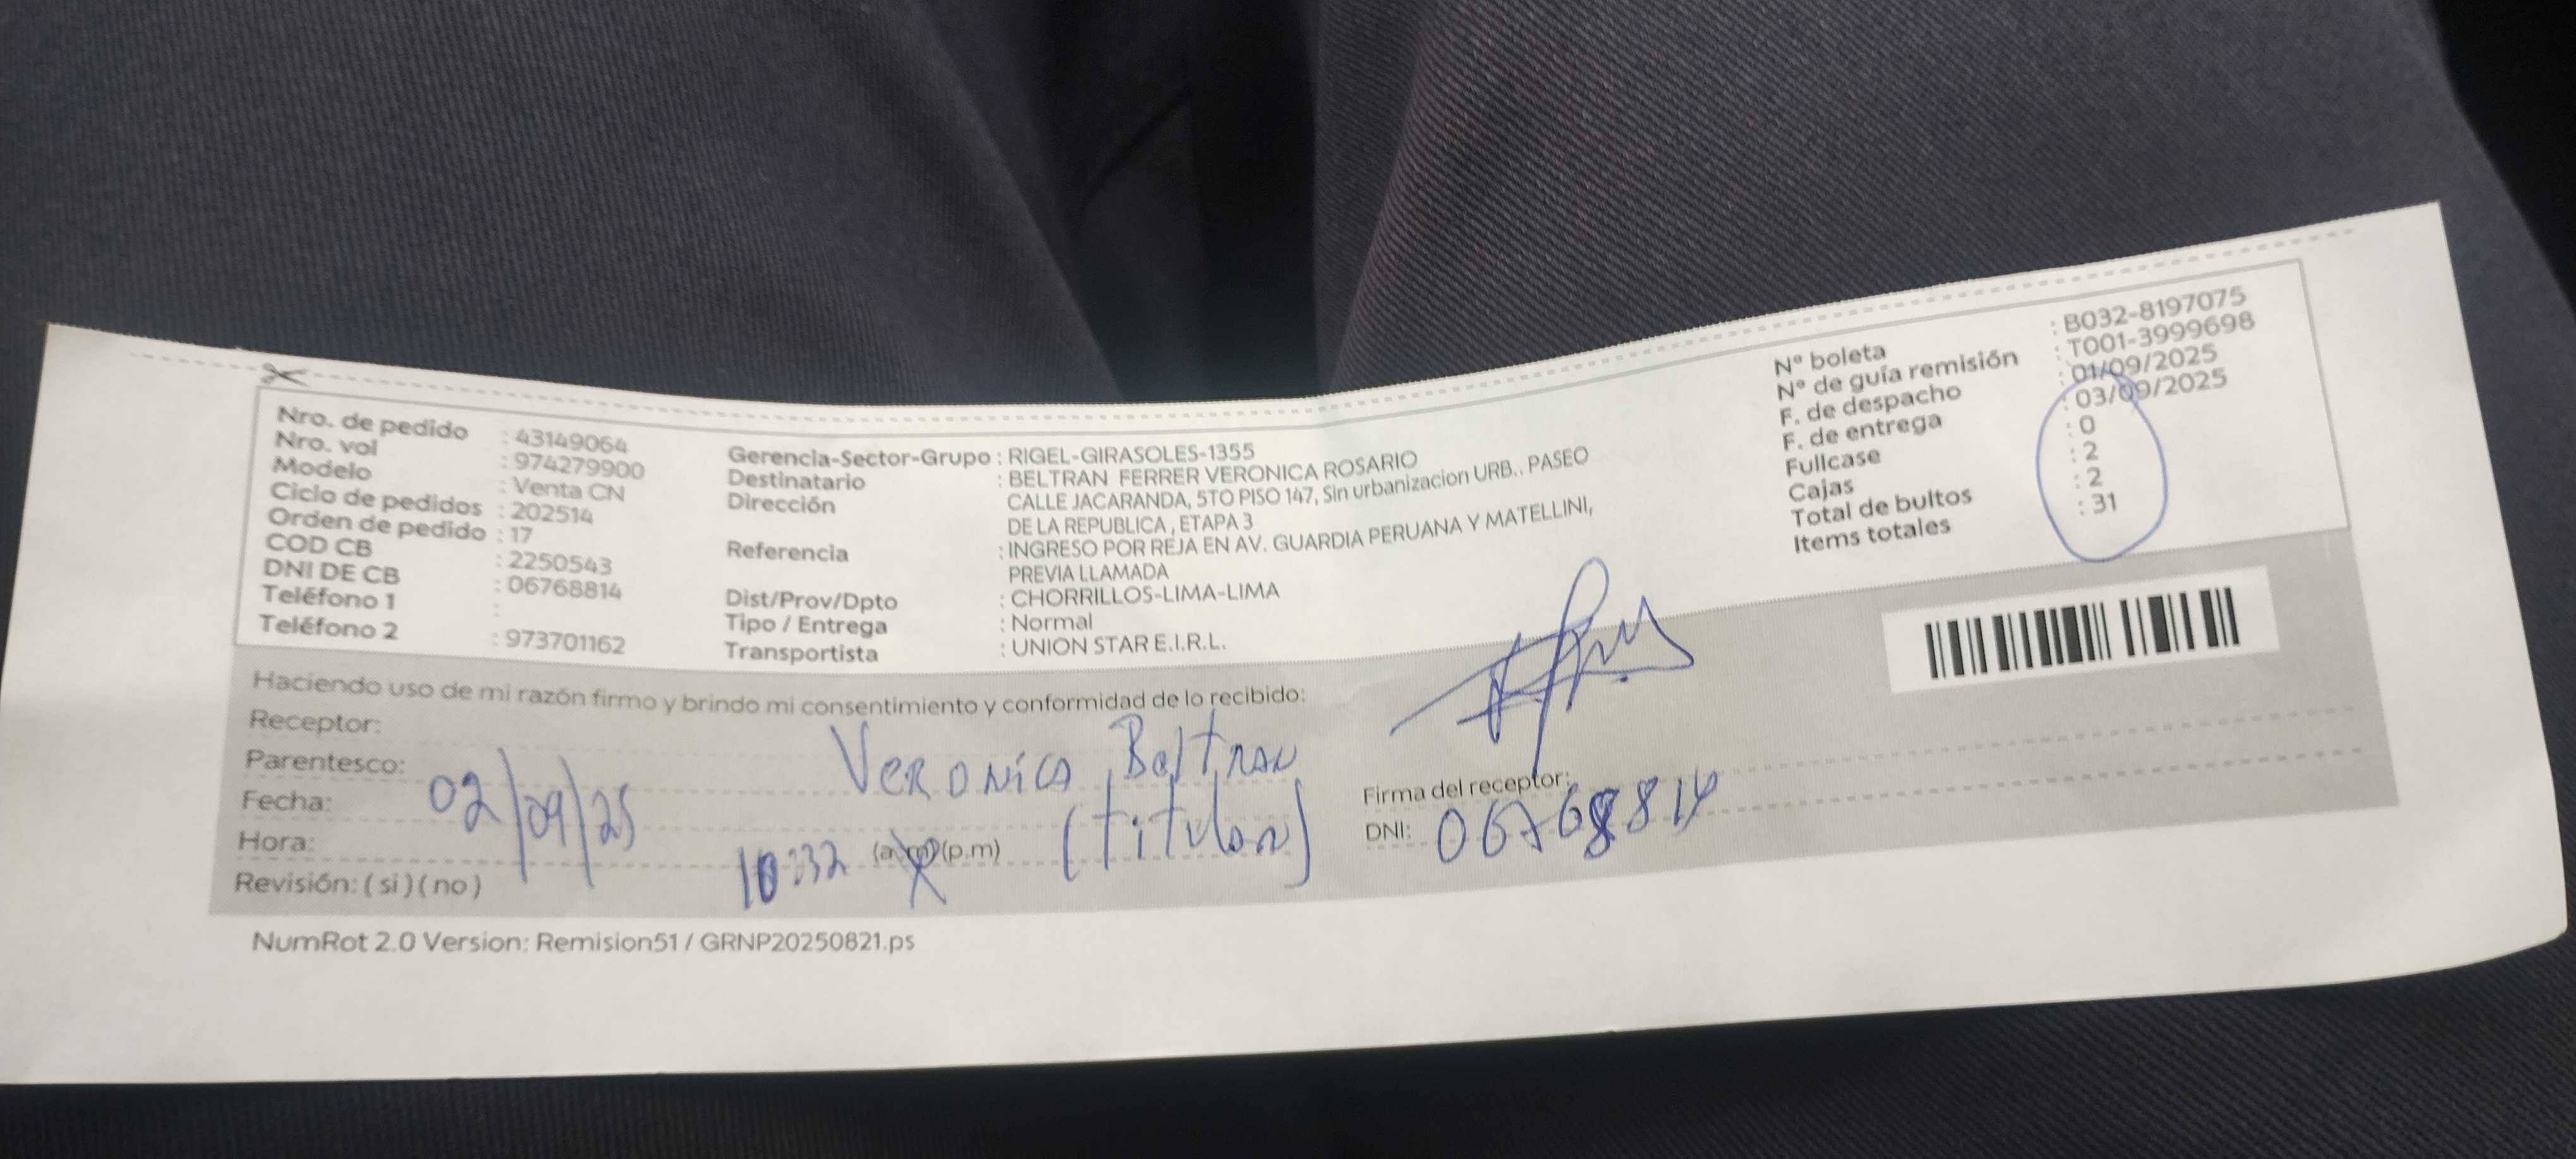 Nro. de pedido : 43149064
Nro. vol : 974279900
Modelo : Venta CN
Ciclo de pedidos : 202514
Orden de pedido : 17
COD CB : 2250543
DNI DE CB : 06768814
Teléfono 1 :
Teléfono 2 : 973701162
Gerencia-Sector-Grupo : RIGEL-GIRASOLES-1355
Destinatario : BELTRAN FERRER VERONICA ROSARIO
Dirección : CALLE JACARANDA, 5TO PISO 147, Sin urbanizacion URB., PASEO
DE LA REPUBLICA , ETAPA 3
Referencia : INGRESO POR REJA EN AV. GUARDIA PERUANA Y MATELLINI,
PREVIA LLAMADA
Dist/Prov/Dpto : CHORRILLOS-LIMA-LIMA
Tipo / Entrega : Normal
Transportista : UNION STAR E.I.R.L.
Nº boleta : B032-8197075
Nº de guía remisión : T001-3999698
F. de despacho : 01/09/2025
F. de entrega : 03/09/2025
Fullcase : 0
Cajas : 2
Total de bultos : 2
Items totales : 31
Haciendo uso de mi razón firmo y brindo mi consentimiento y conformidad de lo recibido:
Receptor: Veronica Beltran
Parentesco: (titular)
Fecha: 02/09/25
Hora: 10:32 (a.m)(p.m)
Revisión: ( si ) ( no )
Firma del receptor:
DNI: 06768814
NumRot 2.0 Version: Remision51 / GRNP20250821.ps